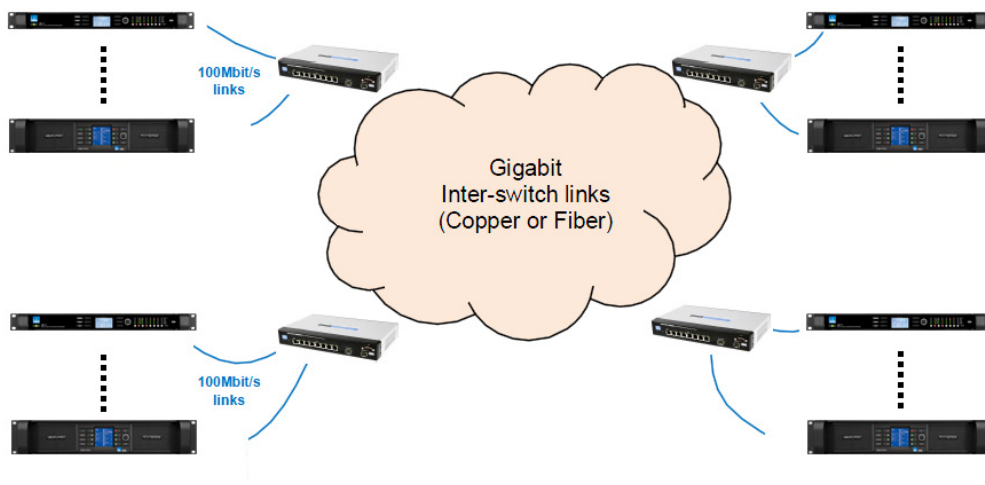 100Mbit/s
links
Gigabit
Inter-switch links
(Copper or Fiber)
100Mbit/s
links